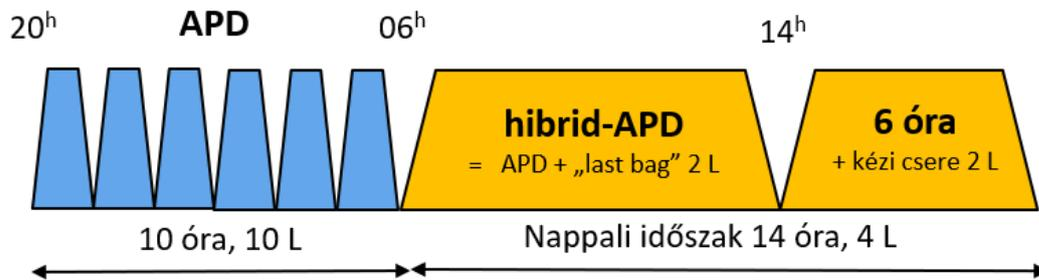 20h APD 06h 14h
hibrid-APD
= APD + „last bag” 2 L
6 óra
+ kézi csere 2 L
10 óra, 10 L
Nappali időszak 14 óra, 4 L